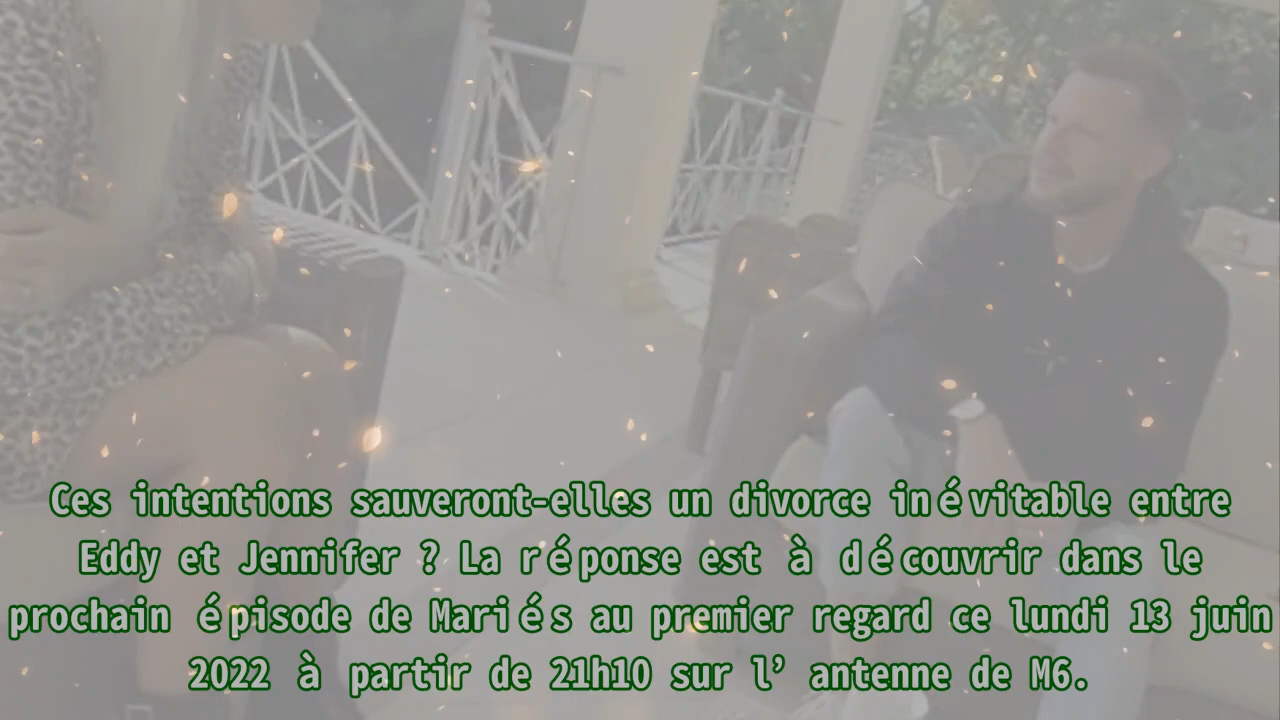 Ces intentions sauveront-elles un divorce inévitable entre
Eddy et Jennifer ? La réponse est à découvrir dans le
prochain épisode de Mariés au premier regard ce lundi 13 juin
2022 à partir de 21h10 sur l’ antenne de M6.